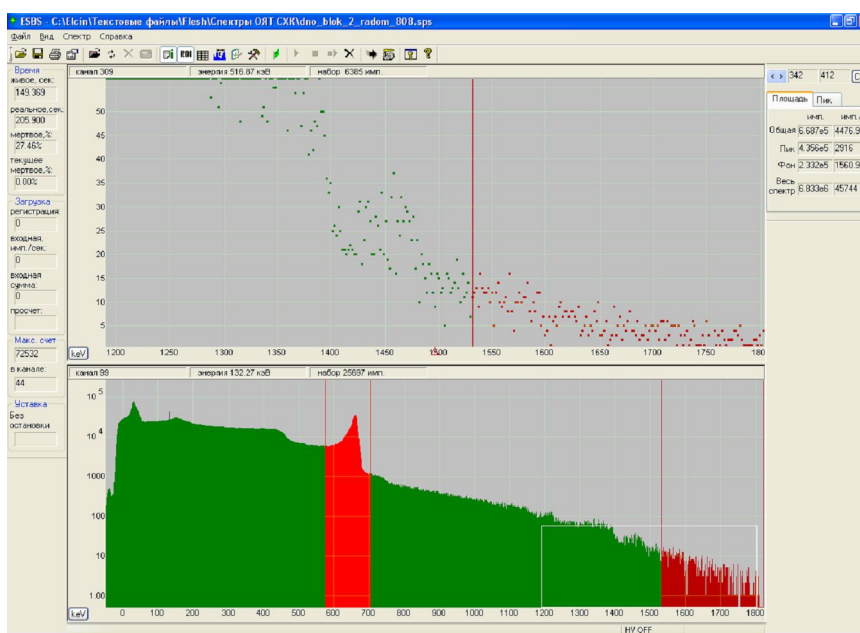 ESBS - C:\Elcin\Текстовые файлы\Flesh\Спектры ОЯТ СХК\dno_blok_2_radom_80В.sps
Файл Вид Спектр Справка
ROI
Время
живое, сек:
149.369
реальное,сек:
205.900
мертвое,%:
27.46%
текущее
мертвое,%:
0.00%
Загрузка
регистрация:
0
входная,
имп./сек:
0
входная
сумма:
0
просчет:
Макс. счет
72532
в канале:
44
Уставка
Без
остановки
канал 309 энергия 516.87 кэВ набор 6385 имп.
50
45
40
35
30
25
20
15
10
5
keV 1200 1250 1300 1350 1400 1450 1500 1550 1600 1650 1700 1750 180
канал 99 энергия 132.27 кэВ набор 25697 имп.
10⁵
10⁴
1000
100
10
1.00
keV 0 100 200 300 400 500 600 700 800 900 1000 1100 1200 1300 1400 1500 1600 1700 1800
342 412
Площадь Пик
имп. имп./
Общая 6.687e5 4476.9
Пик 4.356e5 2916
Фон 2.332e5 1560.9
Весь
спектр 6.833e6 45744
HV OFF